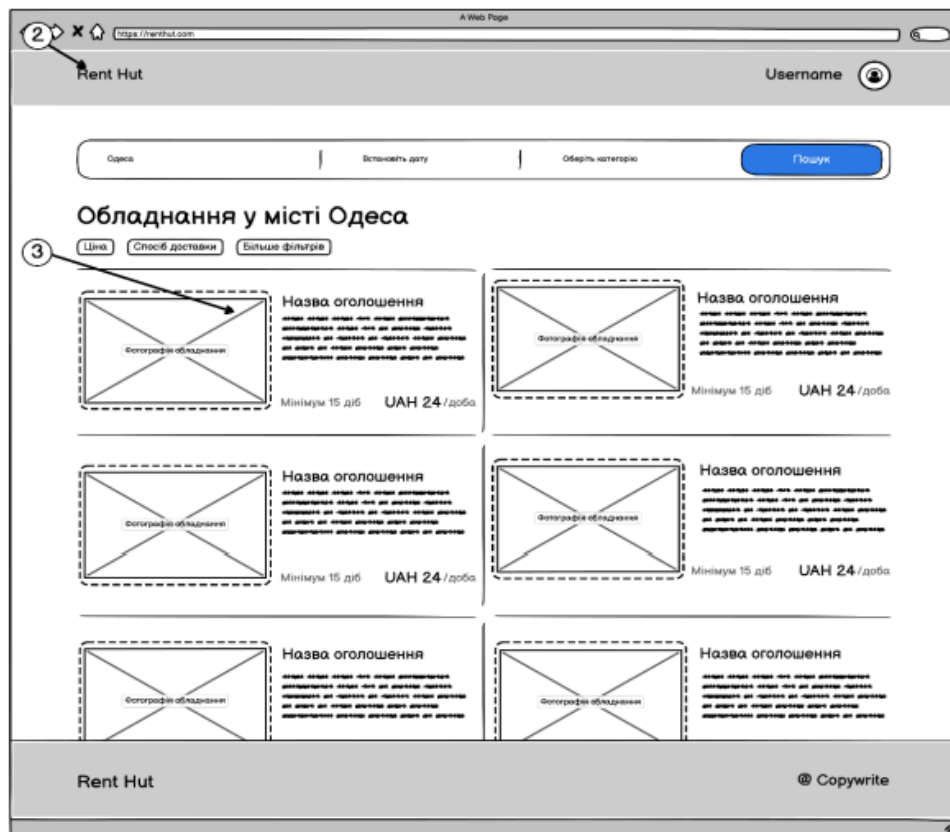 A Web Page
https://renthut.com
2
Rent Hut
Username
Одеса
Встановіть дату
Оберіть категорію
Пошук
Обладнання у місті Одеса
3
Ціна
Спосіб доставки
Більше фільтрів
Фотографія обладнання
Назва оголошення
Мінімум 15 діб
UAH 24/доба
Фотографія обладнання
Назва оголошення
Мінімум 15 діб
UAH 24/доба
Фотографія обладнання
Назва оголошення
Мінімум 15 діб
UAH 24/доба
Фотографія обладнання
Назва оголошення
Мінімум 15 діб
UAH 24/доба
Фотографія обладнання
Назва оголошення
Фотографія обладнання
Назва оголошення
Rent Hut
@ Copywrite